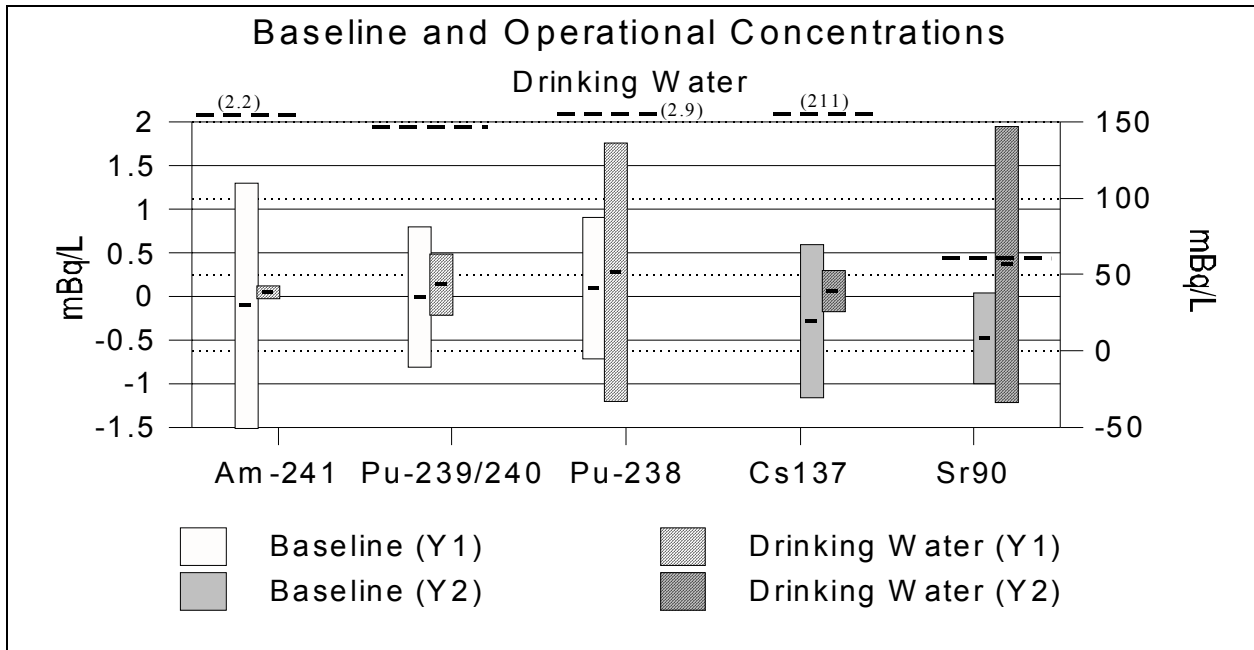 Baseline and Operational Concentrations
Drinking Water
(2.2)
(2.9)
(211)
2
1.5
1
0.5
0
-0.5
-1
-1.5
mBq/L
150
100
50
0
-50
mBq/L
Am-241
Pu-239/240
Pu-238
Cs137
Sr90
Baseline (Y1)
Drinking Water (Y1)
Baseline (Y2)
Drinking Water (Y2)